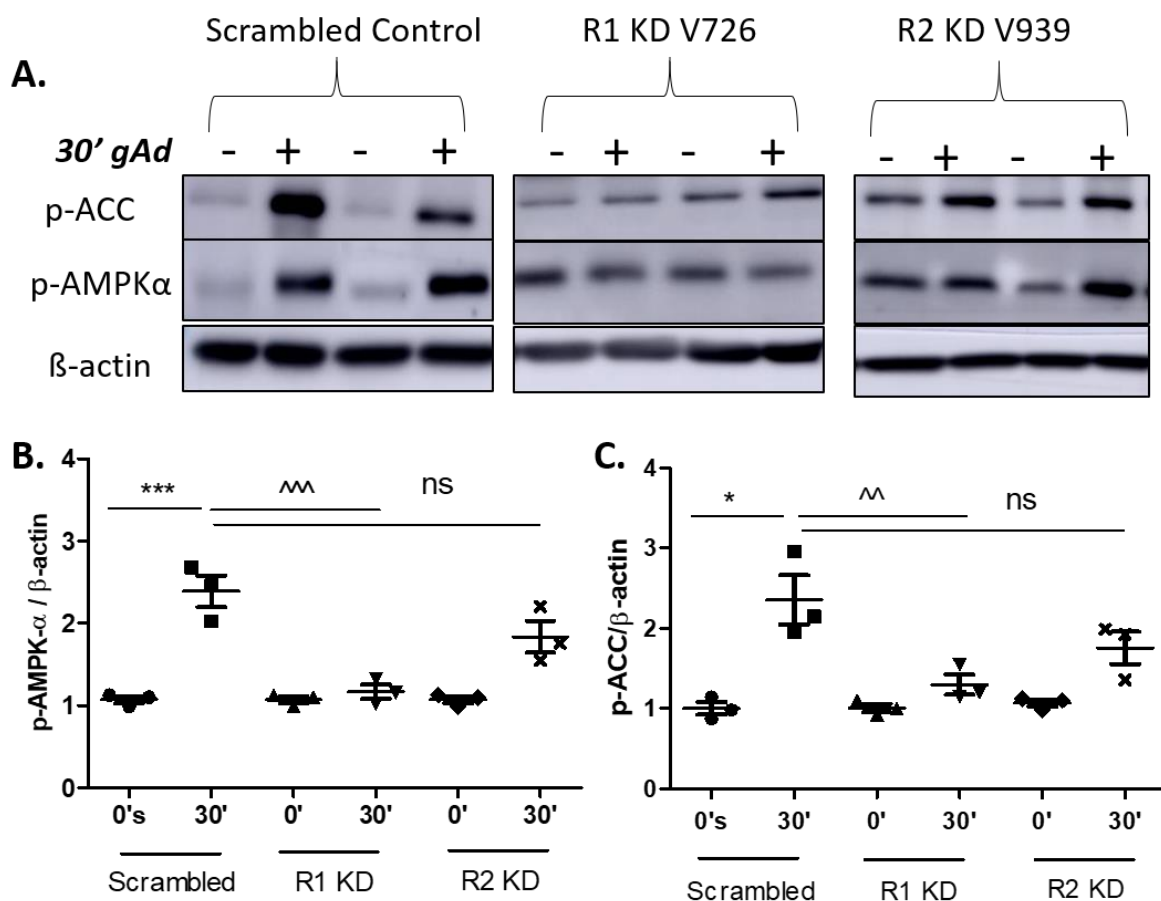 Scrambled Control R1 KD V726 R2 KD V939
A.
30’ gAd - + - + - + - + - + - +
p-ACC
p-AMPKα
ß-actin
B.
4
3
2
1
0
p-AMPK-α / β-actin
*** ^^^ ns
0's 30' 0' 30' 0' 30'
Scrambled R1 KD R2 KD
C.
4
3
2
1
0
p-ACC/β-actin
* ^^ ns
0's 30' 0' 30' 0' 30'
Scrambled R1 KD R2 KD